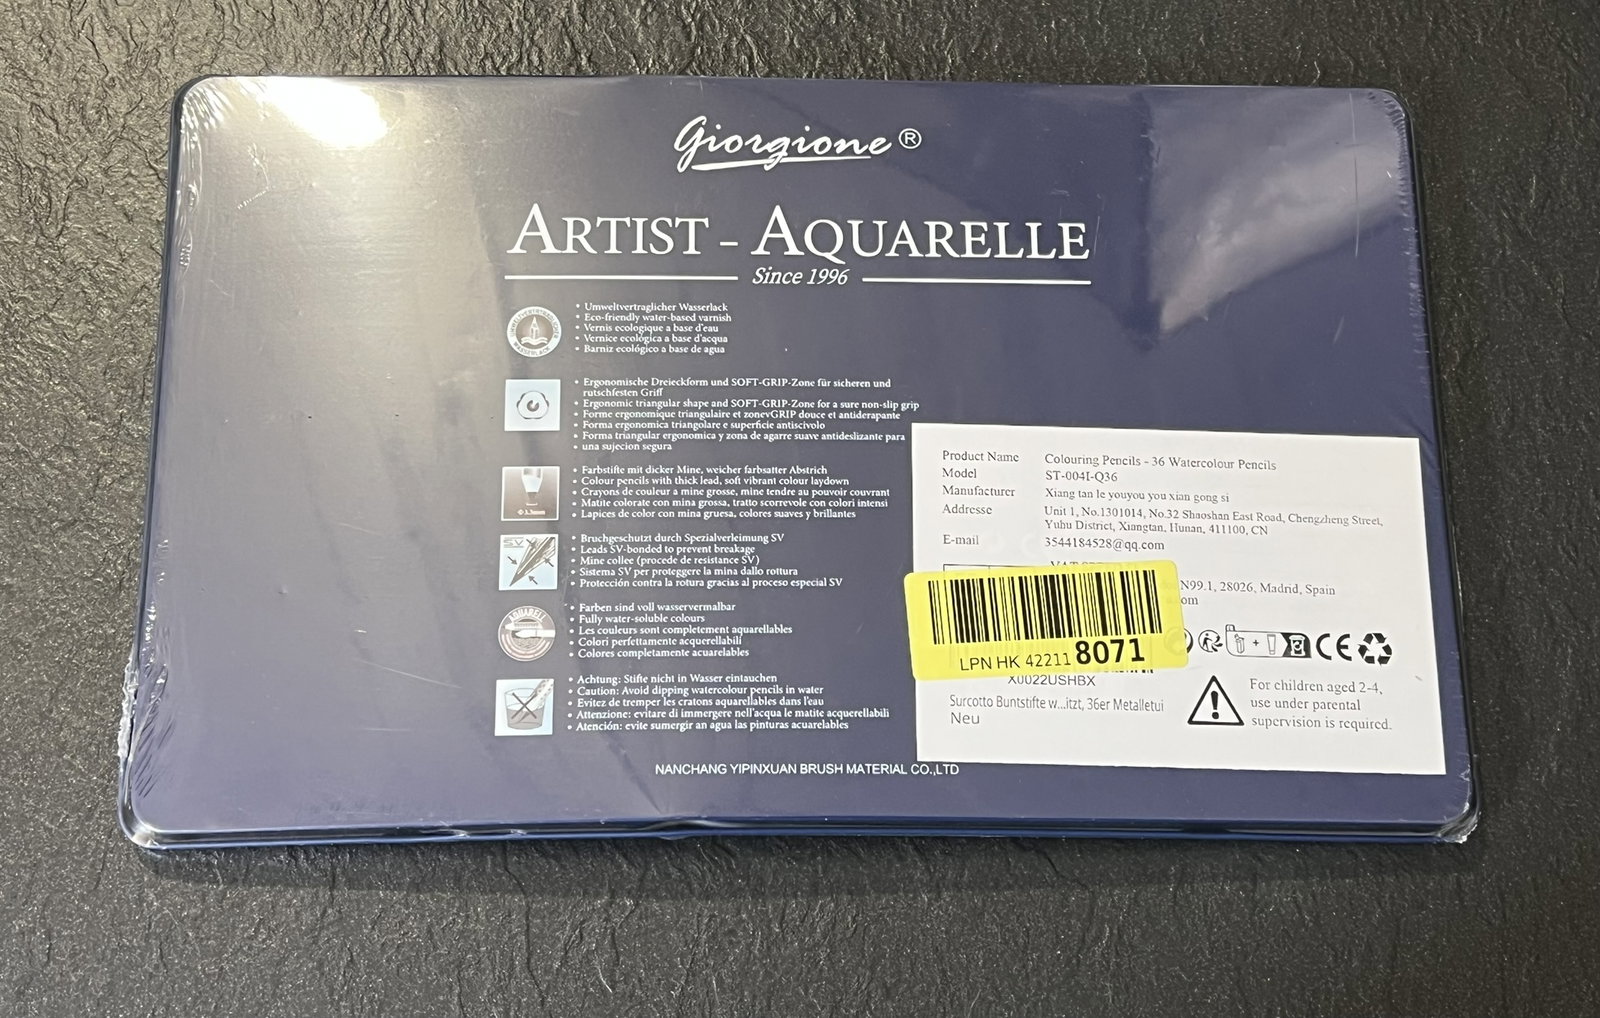 Giorgione ®
ARTIST - AQUARELLE
Since 1996
• Umweltvertraglicher Wasserlack
• Eco-friendly water-based varnish
• Vernis ecologique a base d'eau
• Vernice ecològica a base d'acqua
• Barniz ecológico a base de agua
• Ergonomische Dreieckform und SOFT-GRIP-Zone für sicheren und
rutschfesten Griff
• Ergonomic triangular shape and SOFT-GRIP-Zone for a sure non-slip grip
• Forme ergonomique triangulaire et zonevGRIP douce et antiderapante
• Forma ergonomica triangolare e superficie antiscivolo
• Forma triangular ergonomica y zona de agarre suave antideslizante para
• una sujecion segura
Ø 3.3mm
• Farbstifte mit dicker Mine, weicher farbsatter Abstrich
• Colour pencils with thick lead, soft vibrant colour laydown
• Crayons de couleur a mine grosse, mine tendre au pouvoir couvrant
• Matite colorate con mina grossa, tratto scorrevole con colori intensi
• Lapices de color con mina gruesa, colores suaves y brillantes
SV
• Bruchgeschutzt durch Spezialverleimung SV
• Leads SV-bonded to prevent breakage
• Mine collee (procede de resistance SV)
• Sistema SV per proteggere la mina dallo rottura
• Protección contra la rotura gracias al proceso especial SV
AQUARELL
• Farben sind voll wasservermalbar
• Fully water-soluble colours
• Les couleurs sont completement aquarellables
• Colori perfettamente acquerellabili
• Colores completamente acuarelables
• Achtung: Stifte nicht in Wasser eintauchen
• Caution: Avoid dipping watercolour pencils in water
• Evitez de tremper les cratons aquarellables dans l'eau
• Attenzione: evitare di immergere nell'acqua le matite acquerellabili
• Atención: evite sumergir an agua las pinturas acuarelables
NANCHANG YIPINXUAN BRUSH MATERIAL CO.,LTD
Product Name Colouring Pencils - 36 Watercolour Pencils
Model ST-004I-Q36
Manufacturer Xiang tan le youyou you xian gong si
Addresse Unit 1, No.1301014, No.32 Shaoshan East Road, Chengzheng Street,
Yuhu District, Xiangtan, Hunan, 411100, CN
E-mail 3544184528@qq.com
N99.1, 28026, Madrid, Spain
om
LPN HK 42211 8071
CE
X0022USHBX
Surcotto Buntstifte w...itzt, 36er Metalletui
Neu
For children aged 2-4,
use under parental
supervision is required.